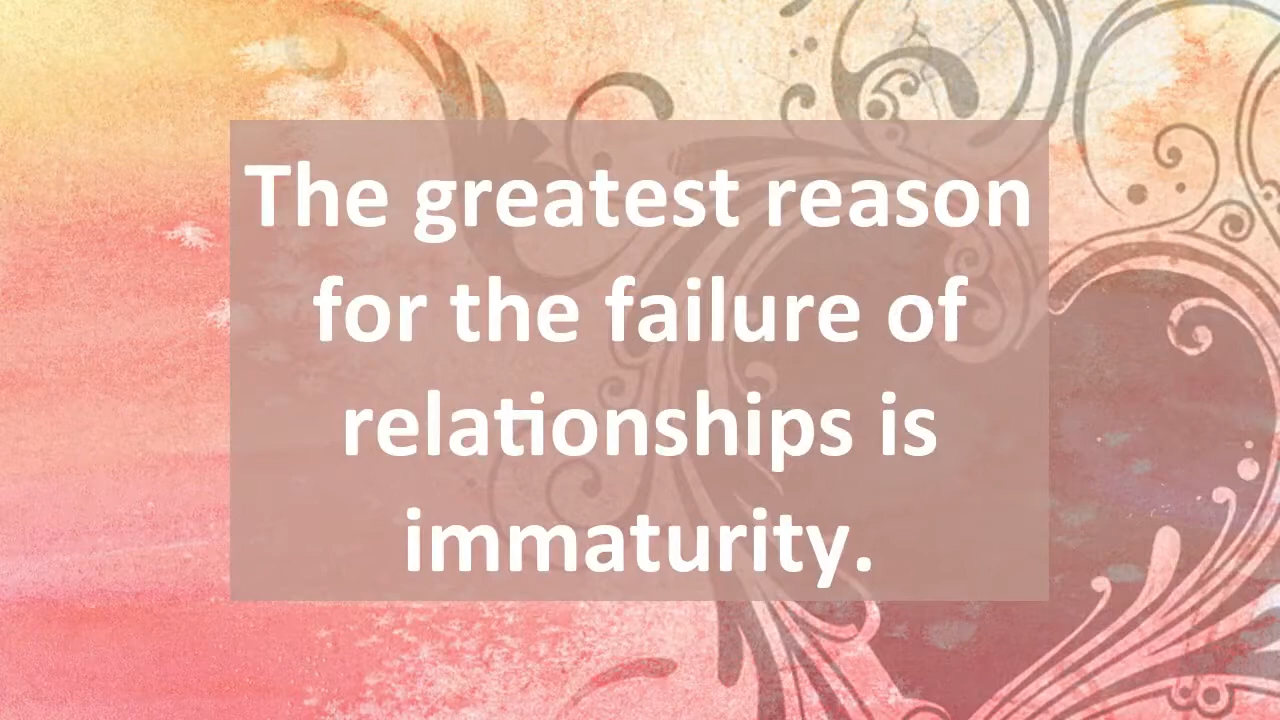 The greatest reason
for the failure of
relationships is
immaturity.